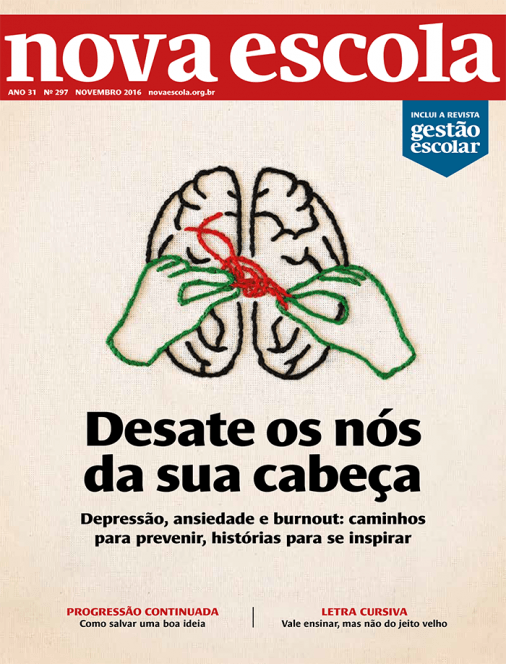 nova escola
ANO 31 Nº 297 NOVEMBRO 2016 novaescola.org.br
INCLUI A REVISTA
gestão
escolar
Desate os nós
da sua cabeça
Depressão, ansiedade e burnout: caminhos
para prevenir, histórias para se inspirar
PROGRESSÃO CONTINUADA
Como salvar uma boa ideia
LETRA CURSIVA
Vale ensinar, mas não do jeito velho